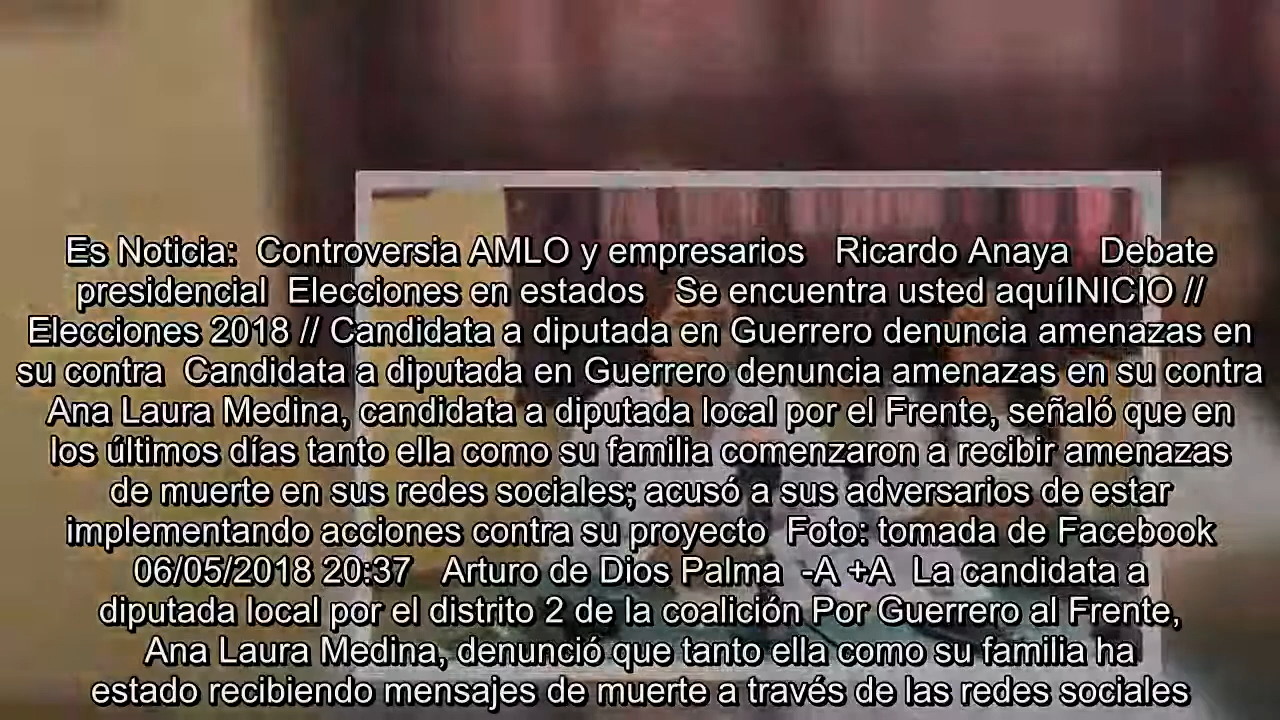 Es Noticia:  Controversia AMLO y empresarios   Ricardo Anaya   Debate
presidencial  Elecciones en estados   Se encuentra usted aquíINICIO //
Elecciones 2018 // Candidata a diputada en Guerrero denuncia amenazas en
su contra  Candidata a diputada en Guerrero denuncia amenazas en su contra
Ana Laura Medina, candidata a diputada local por el Frente, señaló que en
los últimos días tanto ella como su familia comenzaron a recibir amenazas
de muerte en sus redes sociales; acusó a sus adversarios de estar
implementando acciones contra su proyecto  Foto: tomada de Facebook
06/05/2018 20:37   Arturo de Dios Palma  -A +A  La candidata a
diputada local por el distrito 2 de la coalición Por Guerrero al Frente,
Ana Laura Medina, denunció que tanto ella como su familia ha
estado recibiendo mensajes de muerte a través de las redes sociales